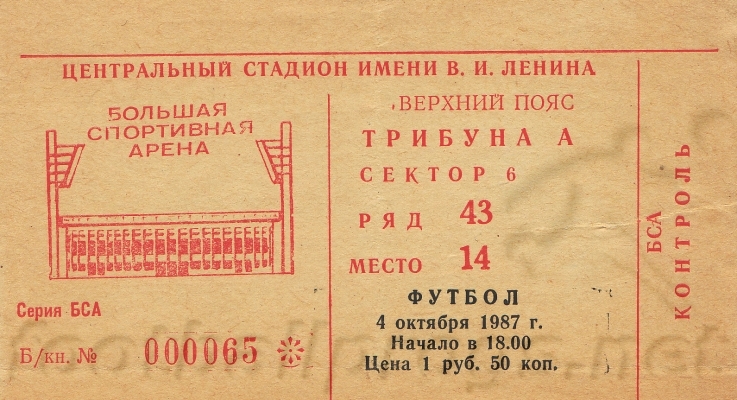 ЦЕНТРАЛЬНЫЙ СТАДИОН ИМЕНИ В. И. ЛЕНИНА
БОЛЬШАЯ
СПОРТИВНАЯ
АРЕНА
Серия БСА
Б/кн. № 000065
ВЕРХНИЙ ПОЯС
ТРИБУНА А
СЕКТОР 6
РЯД 43
МЕСТО 14
ФУТБОЛ
4 октября 1987 г.
Начало в 18.00
Цена 1 руб. 50 коп.
БСА
КОНТРОЛЬ